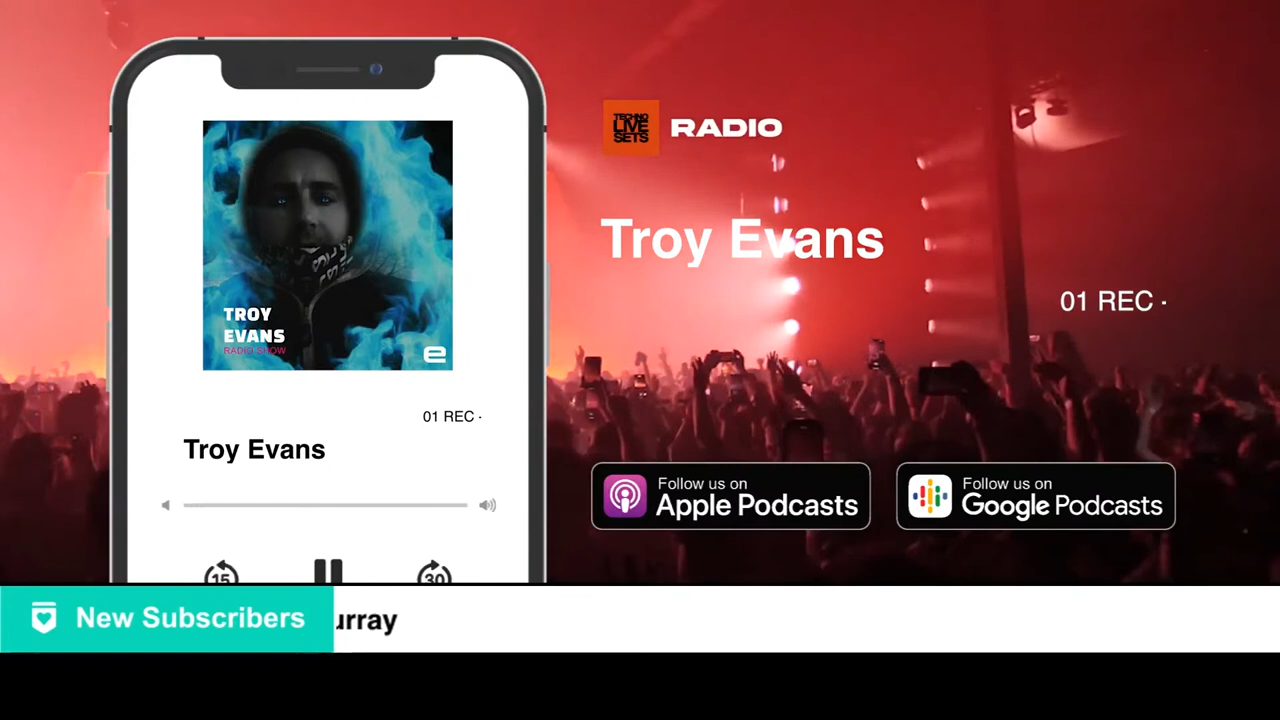 TROY
EVANS
RADIO SHOW
01 REC ·
Troy Evans
15
30
TECHNO
LIVE
SETS
RADIO
Troy Evans
01 REC ·
Follow us on
Apple Podcasts
Follow us on
Google Podcasts
New Subscribers